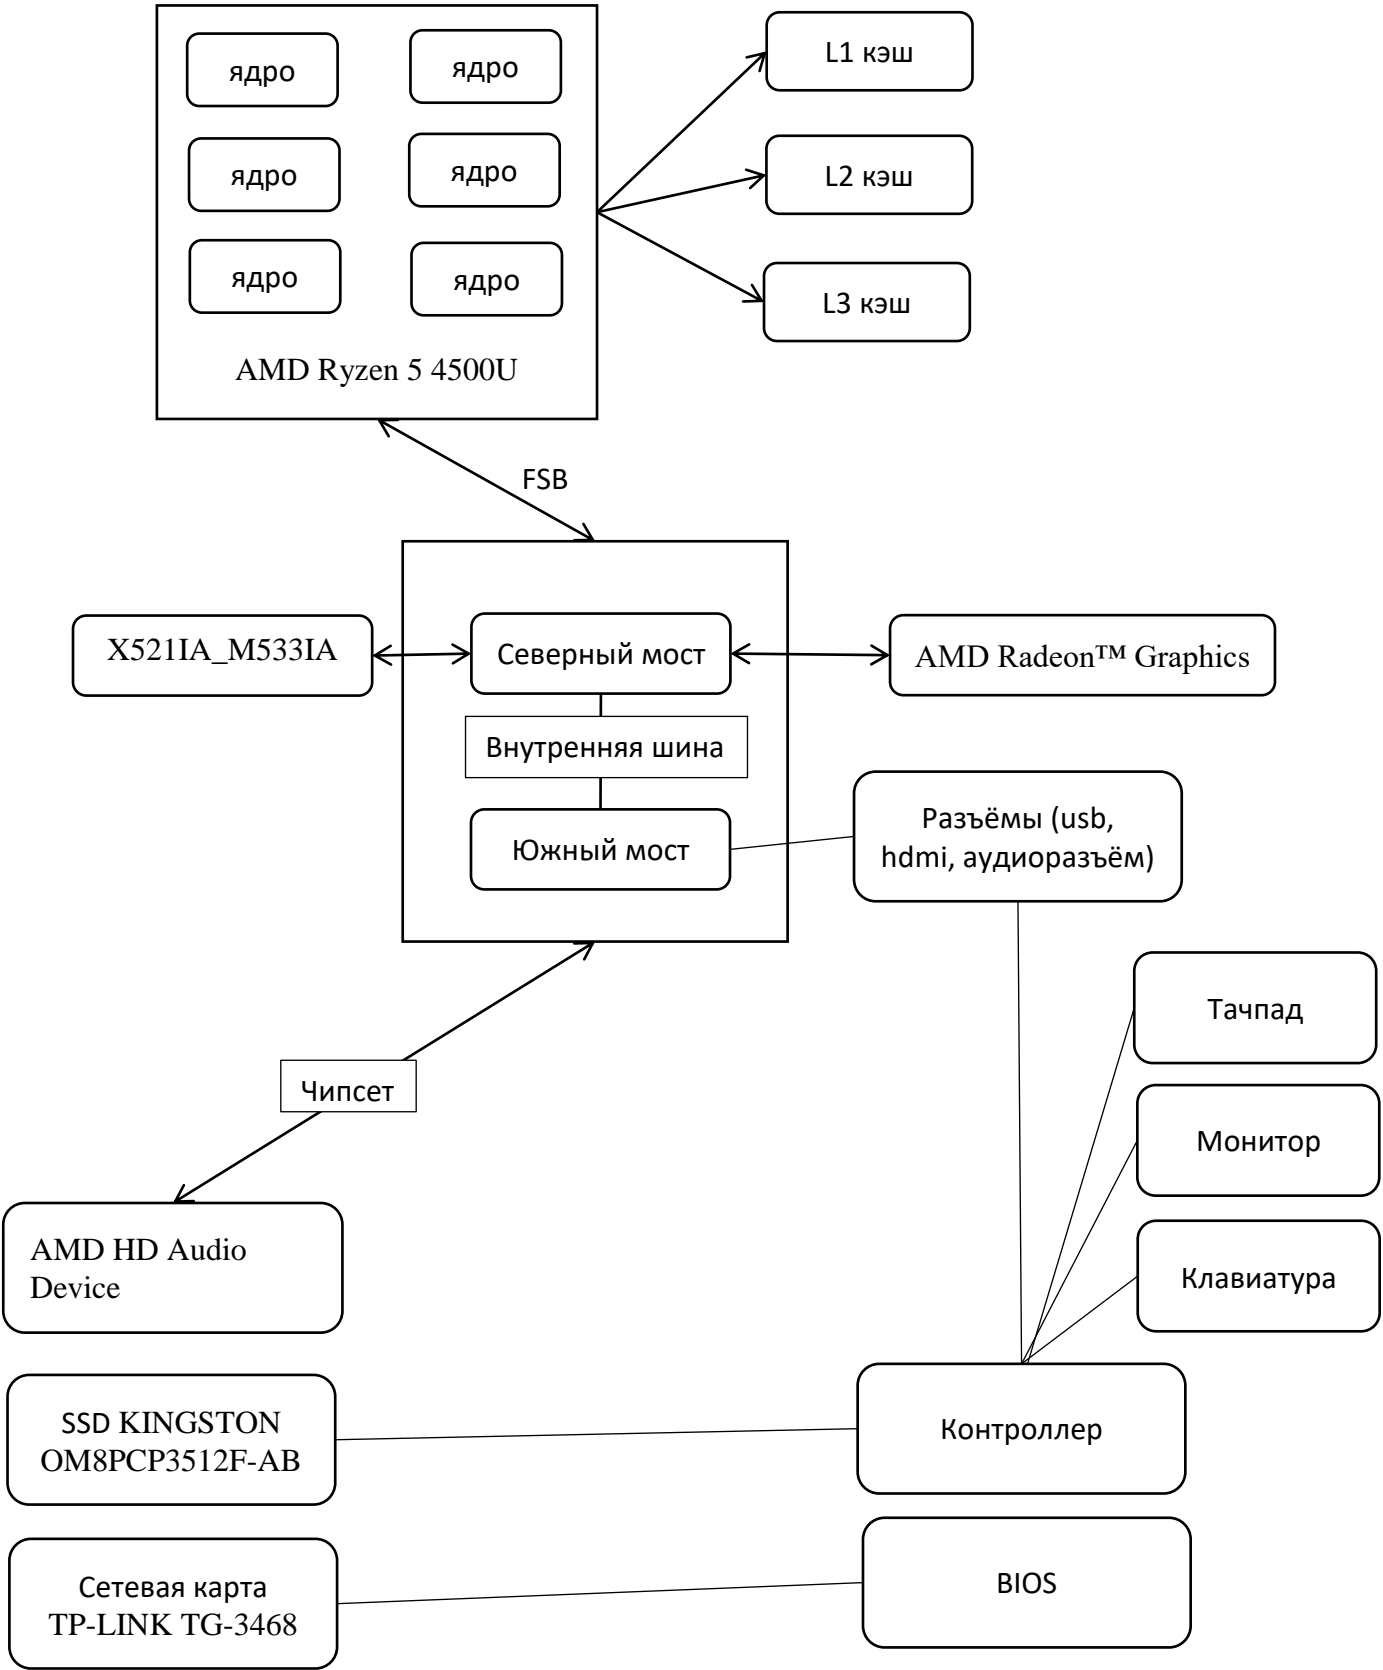 ядро
ядро
L1 кэш
ядро
ядро
L2 кэш
ядро
ядро
L3 кэш
AMD Ryzen 5 4500U
FSB
X521IA_M533IA
Северный мост
AMD Radeon™ Graphics
Внутренняя шина
Южный мост
Разъёмы (usb,
hdmi, аудиоразъём)
Тачпад
Чипсет
Монитор
AMD HD Audio
Device
Клавиатура
SSD KINGSTON
OM8PCP3512F-AB
Контроллер
Сетевая карта
TP-LINK TG-3468
BIOS